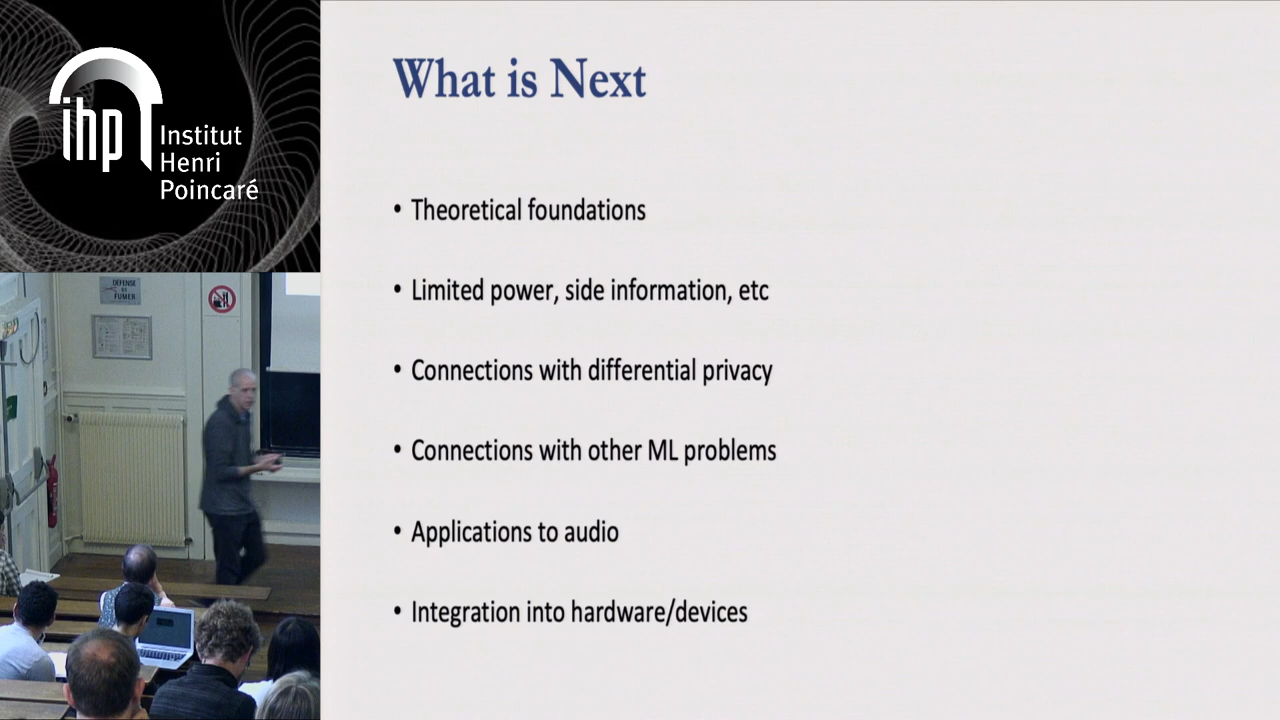 ihp
Institut
Henri
Poincaré
DÉFENSE
DE
FUMER
What is Next
• Theoretical foundations
• Limited power, side information, etc
• Connections with differential privacy
• Connections with other ML problems
• Applications to audio
• Integration into hardware/devices